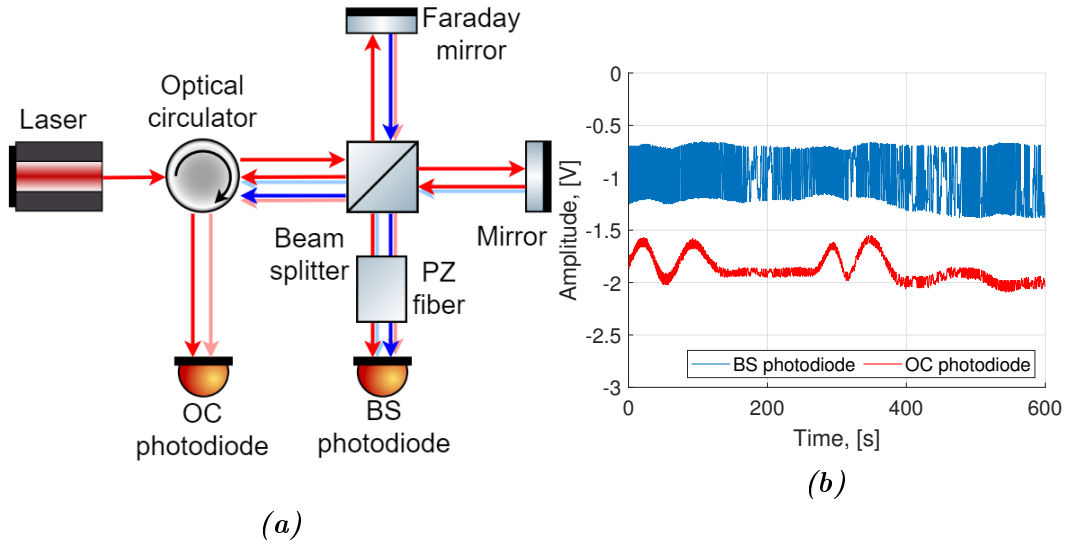 Faraday
mirror
Optical
circulator
Laser
Beam
splitter
PZ
fiber
Mirror
OC
photodiode
BS
photodiode
(a)
0
-0.5
-1
-1.5
-2
-2.5
-3
Amplitude, [V]
BS photodiode
OC photodiode
0
200
400
600
Time, [s]
(b)